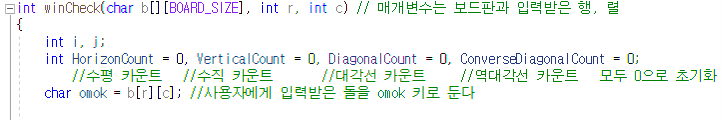 int winCheck(char b[][BOARD_SIZE], int r, int c) // 매개변수는 보드판과 입력받은 행, 렬
{
int i, j;
int HorizonCount = 0, VerticalCount = 0, DiagonalCount = 0, ConverseDiagonalCount = 0;
//수평 카운트 //수직 카운트 //대각선 카운트 //역대각선 카운트 모두 0으로 초기화
char omok = b[r][c]; //사용자에게 입력받은 돌을 omok 키로 둔다